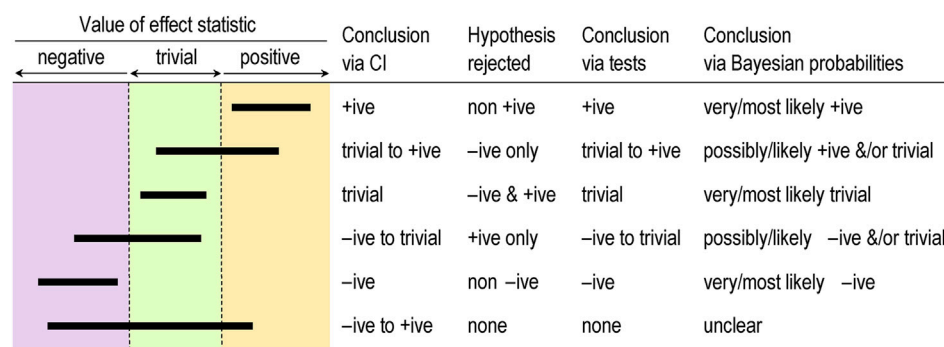 Value of effect statistic
negative trivial positive
Conclusion via CI
Hypothesis rejected
Conclusion via tests
Conclusion via Bayesian probabilities
+ive non +ive +ive very/most likely +ive
trivial to +ive –ive only trivial to +ive possibly/likely +ive &/or trivial
trivial –ive & +ive trivial very/most likely trivial
–ive to trivial +ive only –ive to trivial possibly/likely –ive &/or trivial
–ive non –ive –ive very/most likely –ive
–ive to +ive none none unclear